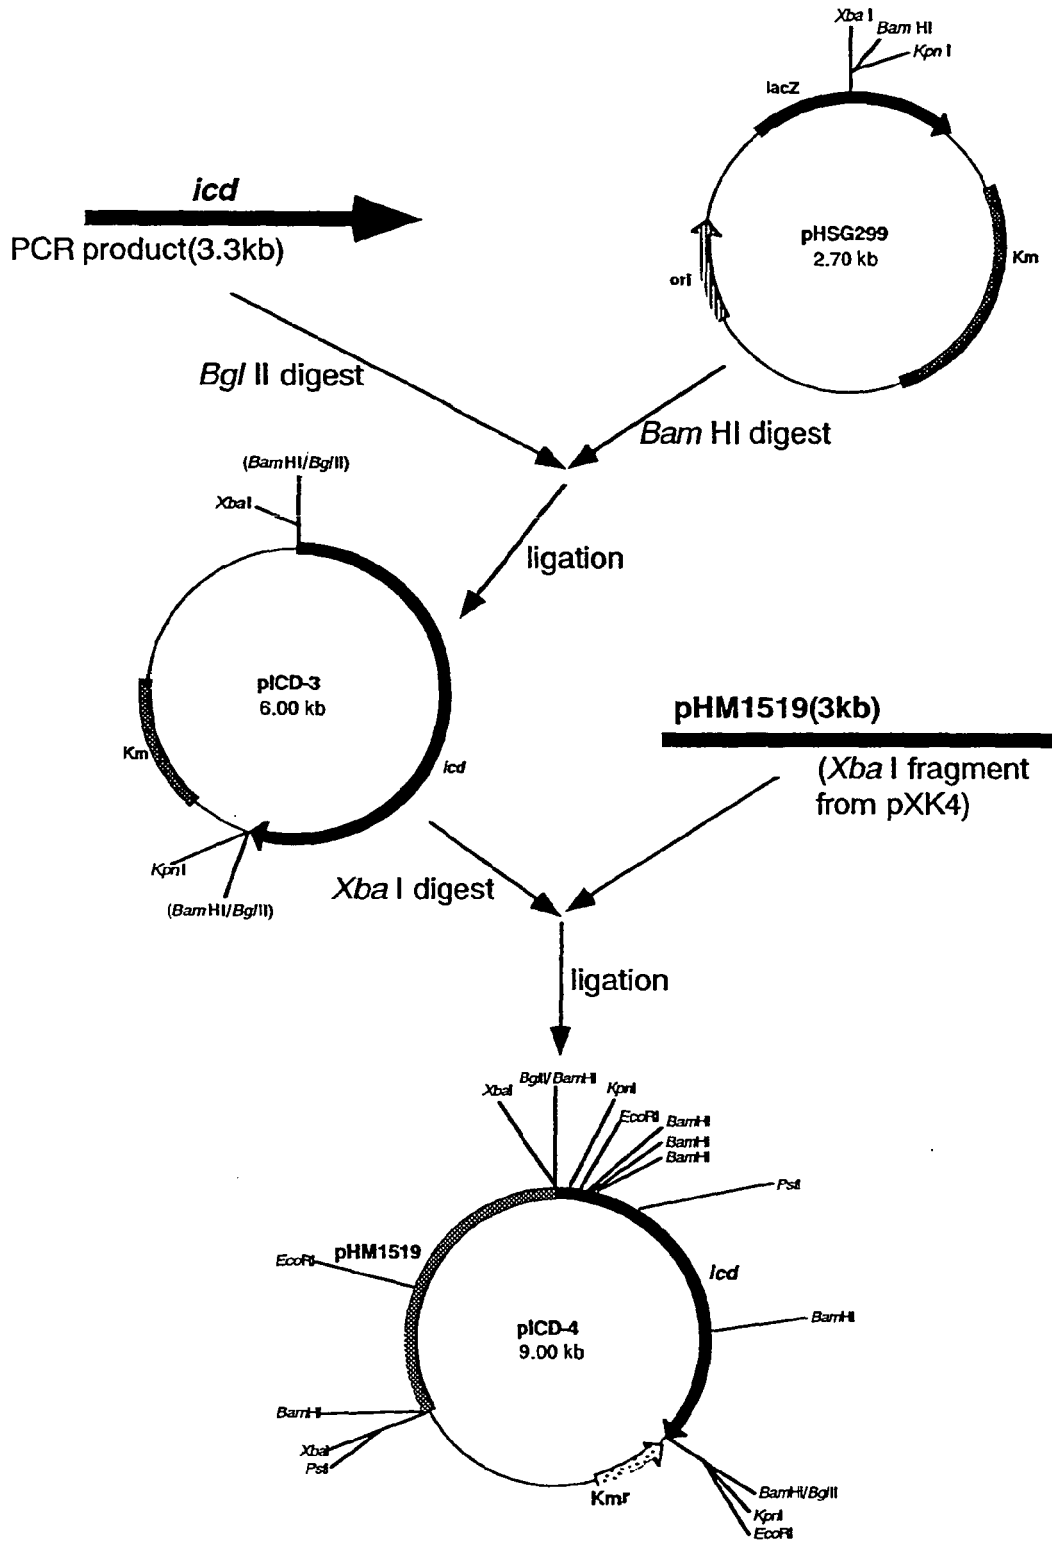 Xba I
Bam HI
Kpn I
lacZ
icd
PCR product(3.3kb)
pHSG299
2.70 kb
Km
ori
Bgl II digest
Bam HI digest
(BamHI/BglII)
XbaI
ligation
pICD-3
6.00 kb
Km
icd
KpnI
(BamHI/BglII)
pHM1519(3kb)
(Xba I fragment
from pXK4)
Xba I digest
ligation
XbaI
BglII/BamHI
KpnI
EcoRI
BamHI
BamHI
BamHI
PstI
pHM1519
EcoRI
icd
BamHI
pICD-4
9.00 kb
BamHI
XbaI
PstI
Kmr
BamHI/BglII
KpnI
EcoRI